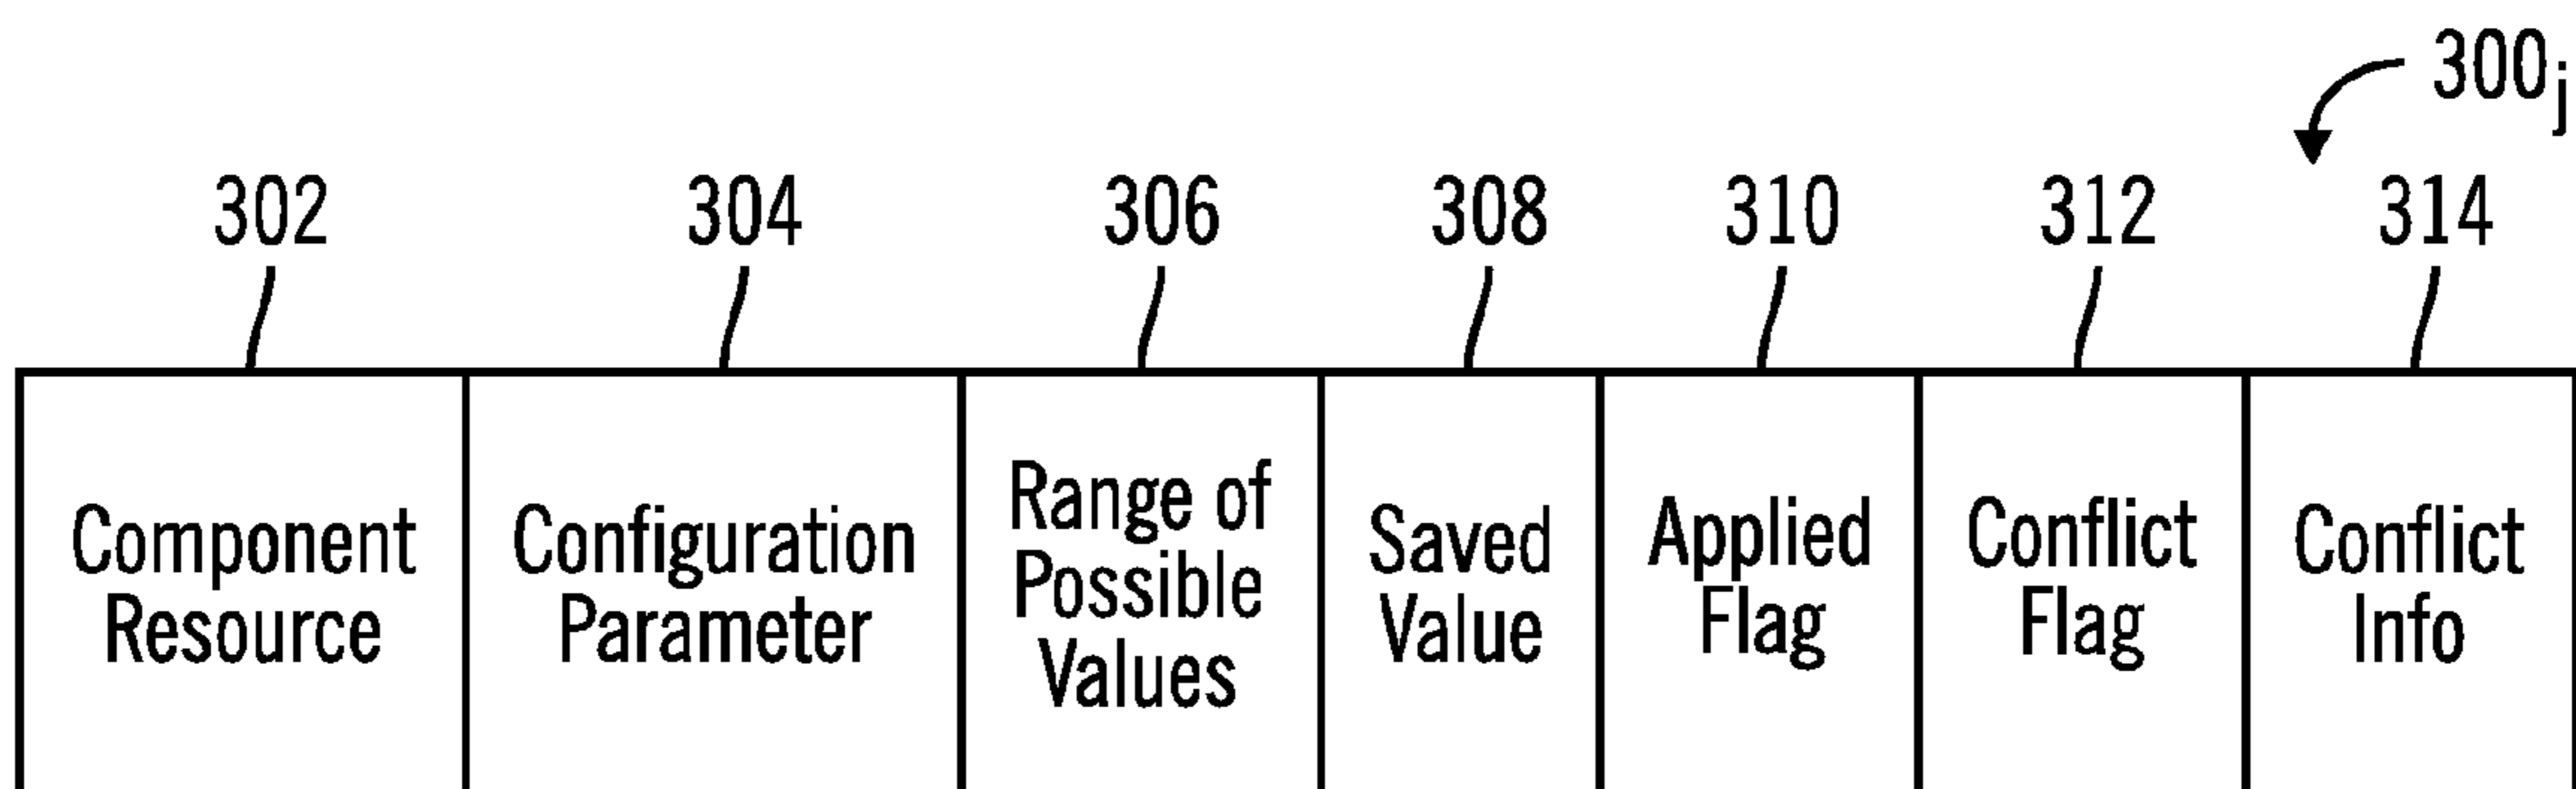 300j
302 304 306 308 310 312 314
Component Resource
Configuration Parameter
Range of Possible Values
Saved Value
Applied Flag
Conflict Flag
Conflict Info